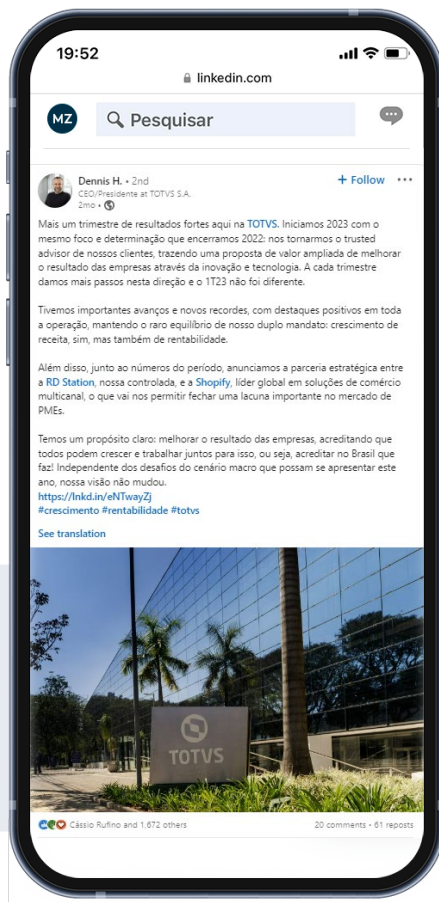 19:52
linkedin.com
MZ
Pesquisar
Dennis H. • 2nd
CEO/Presidente at TOTVS S.A.
2mo •
+ Follow
Mais um trimestre de resultados fortes aqui na TOTVS. Iniciamos 2023 com o
mesmo foco e determinação que encerramos 2022: nos tornarmos o trusted
advisor de nossos clientes, trazendo uma proposta de valor ampliada de melhorar
o resultado das empresas através da inovação e tecnologia. A cada trimestre
damos mais passos nesta direção e o 1T23 não foi diferente.
Tivemos importantes avanços e novos recordes, com destaques positivos em toda
a operação, mantendo o raro equilíbrio de nosso duplo mandato: crescimento de
receita, sim, mas também de rentabilidade.
Além disso, junto ao números do período, anunciamos a parceria estratégica entre
a RD Station, nossa controlada, e a Shopify, líder global em soluções de comércio
multicanal, o que vai nos permitir fechar uma lacuna importante no mercado de
PMEs.
Temos um propósito claro: melhorar o resultado das empresas, acreditando que
todos podem crescer e trabalhar juntos para isso, ou seja, acreditar no Brasil que
faz! Independente dos desafios do cenário macro que possam se apresentar este
ano, nossa visão não mudou.
https://lnkd.in/eNTwayZj
#crescimento #rentabilidade #totvs
See translation
TOTVS
Cássio Rufino and 1,672 others
20 comments • 61 reposts